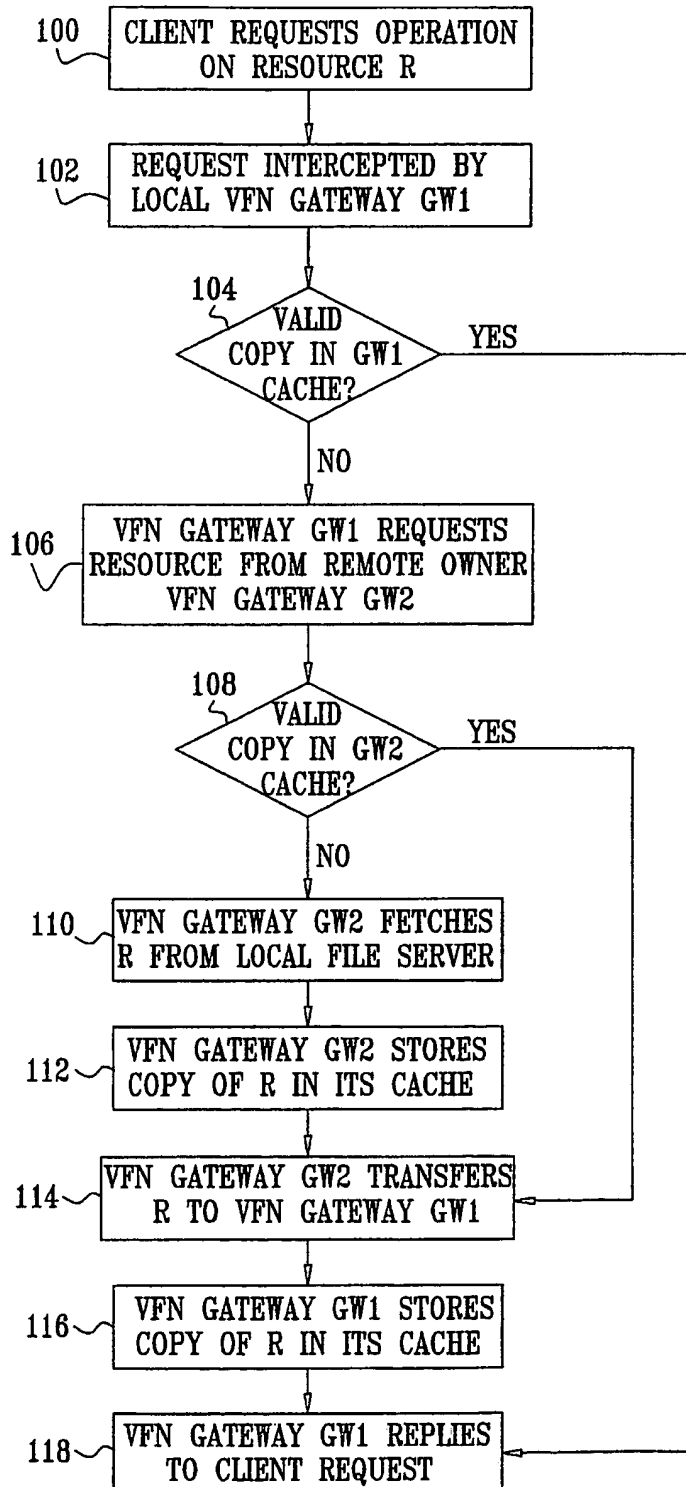 100
CLIENT REQUESTS OPERATION
ON RESOURCE R
102
REQUEST INTERCEPTED BY
LOCAL VFN GATEWAY GW1
104
VALID
COPY IN GW1
CACHE?
YES
NO
106
VFN GATEWAY GW1 REQUESTS
RESOURCE FROM REMOTE OWNER
VFN GATEWAY GW2
108
VALID
COPY IN GW2
CACHE?
YES
NO
110
VFN GATEWAY GW2 FETCHES
R FROM LOCAL FILE SERVER
112
VFN GATEWAY GW2 STORES
COPY OF R IN ITS CACHE
114
VFN GATEWAY GW2 TRANSFERS
R TO VFN GATEWAY GW1
116
VFN GATEWAY GW1 STORES
COPY OF R IN ITS CACHE
118
VFN GATEWAY GW1 REPLIES
TO CLIENT REQUEST